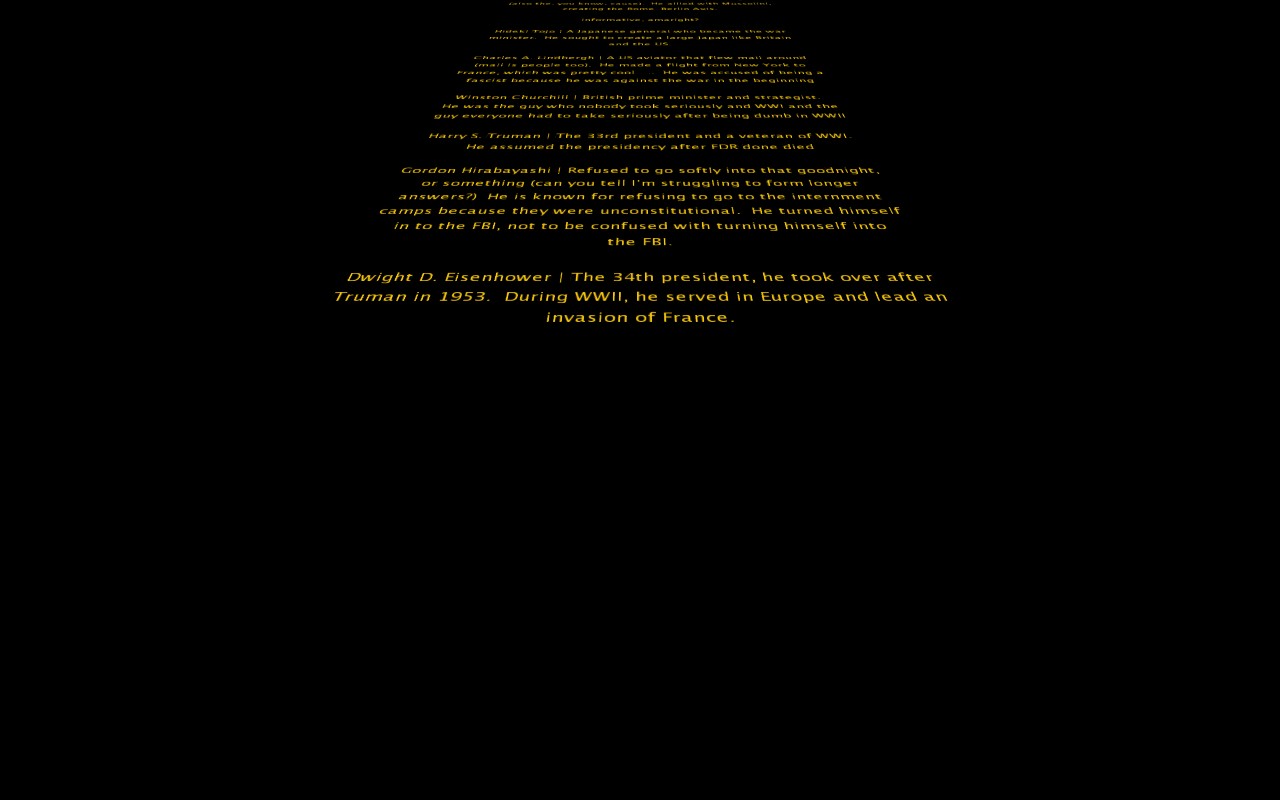 (also the, you know, cause). He allied with Mussolini,
creating the Rome-Berlin Axis.
informative, amaright?
Hideki Tojo | A Japanese general who became the war
minister. He sought to create a large Japan like Britain
and the US
Charles A. Lindbergh | A US aviator that flew mail around
(mail is people too). He made a flight from New York to
France, which was pretty cool He was accused of being a
fascist because he was against the war in the beginning
Winston Churchill | British prime minister and strategist.
He was the guy who nobody took seriously and WWI and the
guy everyone had to take seriously after being dumb in WWII
Harry S. Truman | The 33rd president and a veteran of WWI.
He assumed the presidency after FDR done died
Gordon Hirabayashi | Refused to go softly into that goodnight,
or something (can you tell I'm struggling to form longer
answers?) He is known for refusing to go to the internment
camps because they were unconstitutional. He turned himself
in to the FBI, not to be confused with turning himself into
the FBI.
Dwight D. Eisenhower | The 34th president, he took over after
Truman in 1953. During WWII, he served in Europe and lead an
invasion of France.